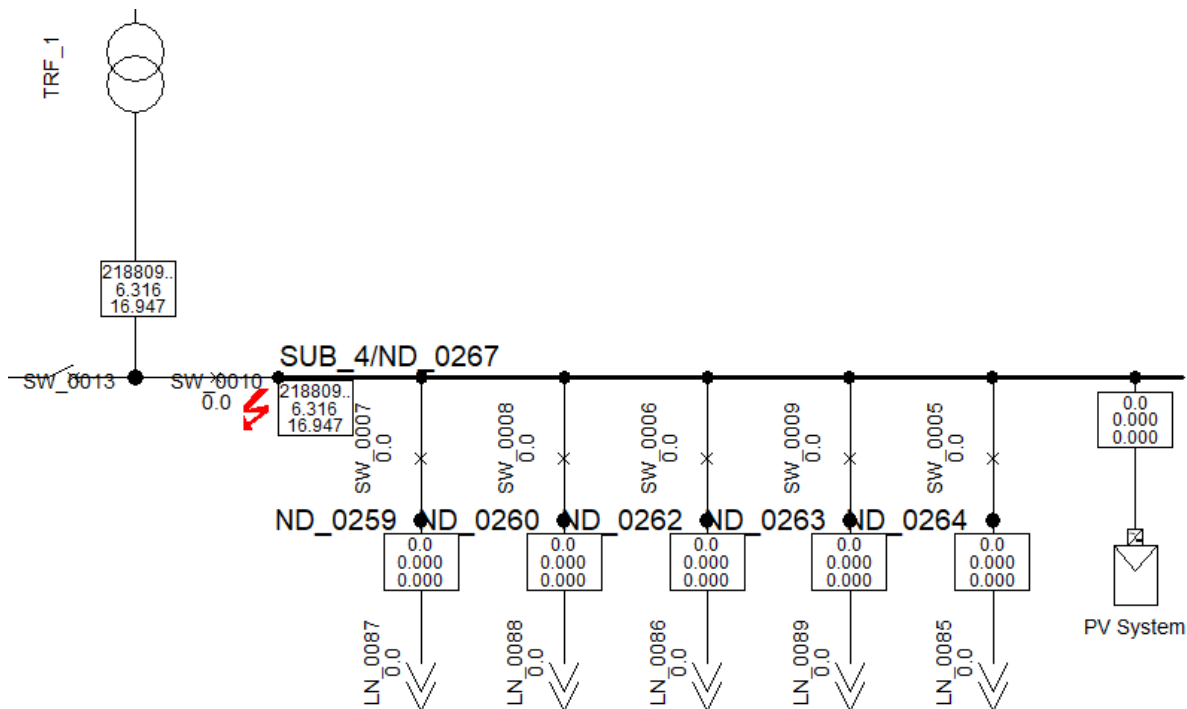 TRF_1
218809..
6.316
16.947
SW_0013
SW_0010
0.0
SUB_4/ND_0267
218809..
6.316
16.947
SW_0007
0.0
SW_0008
0.0
SW_0006
0.0
SW_0009
0.0
SW_0005
0.0
0.0
0.000
0.000
ND_0259
ND_0260
ND_0262
ND_0263
ND_0264
0.0
0.000
0.000
0.0
0.000
0.000
0.0
0.000
0.000
0.0
0.000
0.000
0.0
0.000
0.000
LN_0087
0.0
LN_0088
0.0
LN_0086
0.0
LN_0089
0.0
LN_0085
0.0
PV System